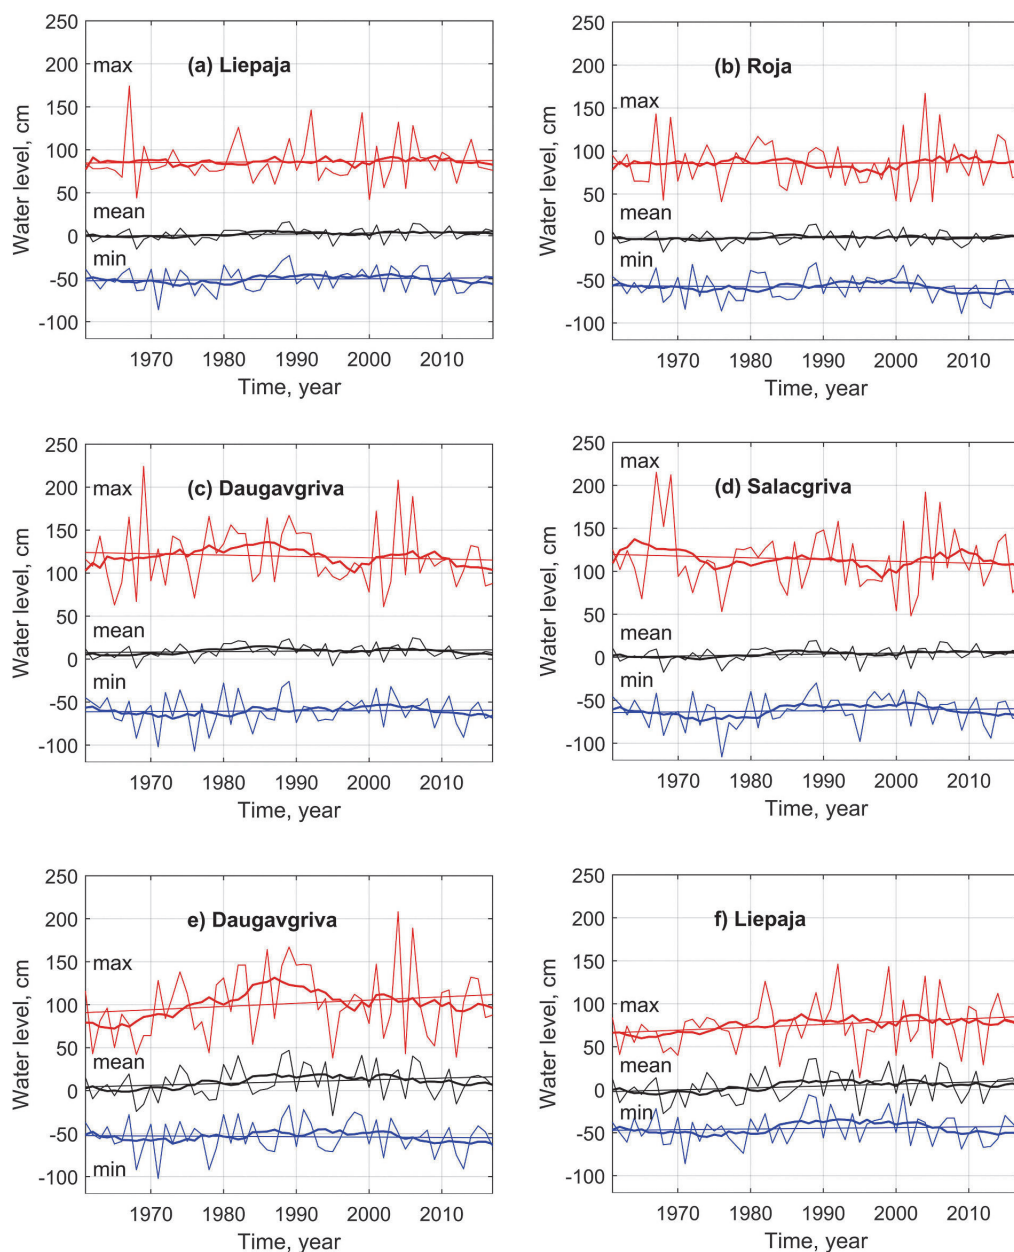 250
200
150
100
50
0
-50
-100
Water level, cm
max
(a) Liepaja
mean
min
1970 1980 1990 2000 2010
Time, year
250
200
150
100
50
0
-50
-100
Water level, cm
(b) Roja
max
mean
min
1970 1980 1990 2000 2010
Time, year
250
200
150
100
50
0
-50
-100
Water level, cm
max
(c) Daugavgriva
mean
min
1970 1980 1990 2000 2010
Time, year
250
200
150
100
50
0
-50
-100
Water level, cm
max
(d) Salacgriva
mean
min
1970 1980 1990 2000 2010
Time, year
250
200
150
100
50
0
-50
-100
Water level, cm
e) Daugavgriva
max
mean
min
1970 1980 1990 2000 2010
Time, year
250
200
150
100
50
0
-50
-100
Water level, cm
f) Liepaja
max
mean
min
1970 1980 1990 2000 2010
Time, year